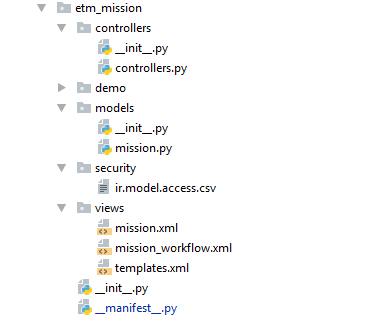 etm_mission
controllers
__init__.py
controllers.py
demo
models
__init__.py
mission.py
security
ir.model.access.csv
views
mission.xml
mission_workflow.xml
templates.xml
__init__.py
__manifest__.py